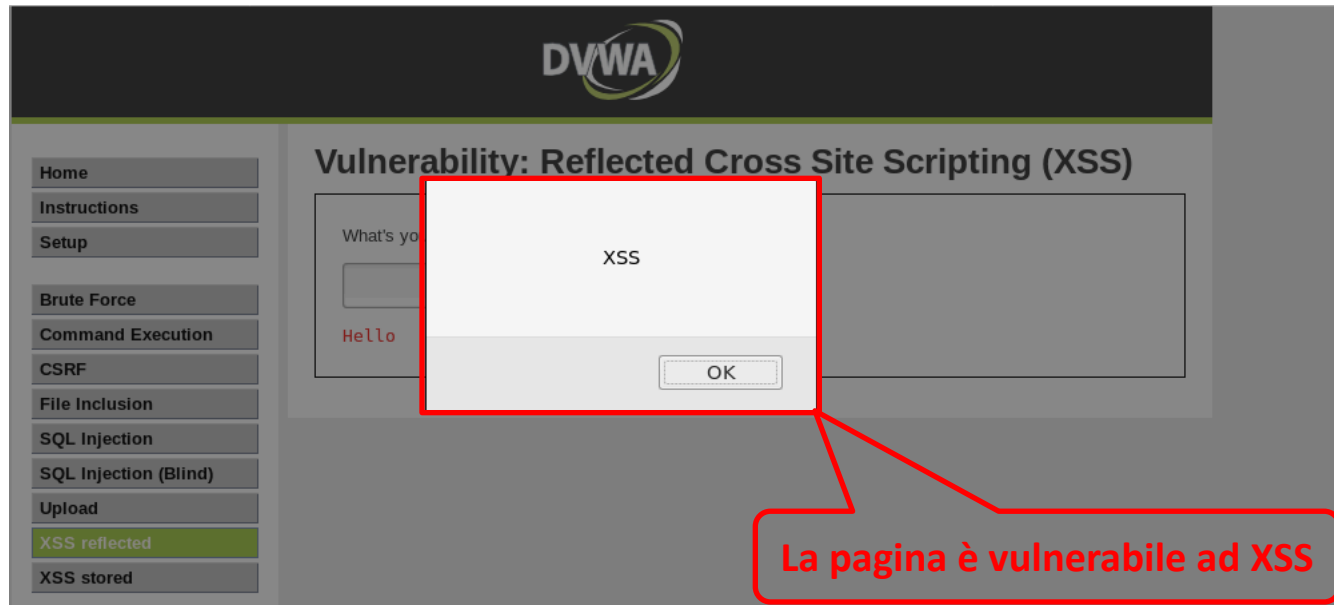 DVWA
Vulnerability: Reflected Cross Site Scripting (XSS)
Home
Instructions
Setup
Brute Force
Command Execution
CSRF
File Inclusion
SQL Injection
SQL Injection (Blind)
Upload
XSS reflected
XSS stored
What's yo
Hello
XSS
OK
La pagina è vulnerabile ad XSS